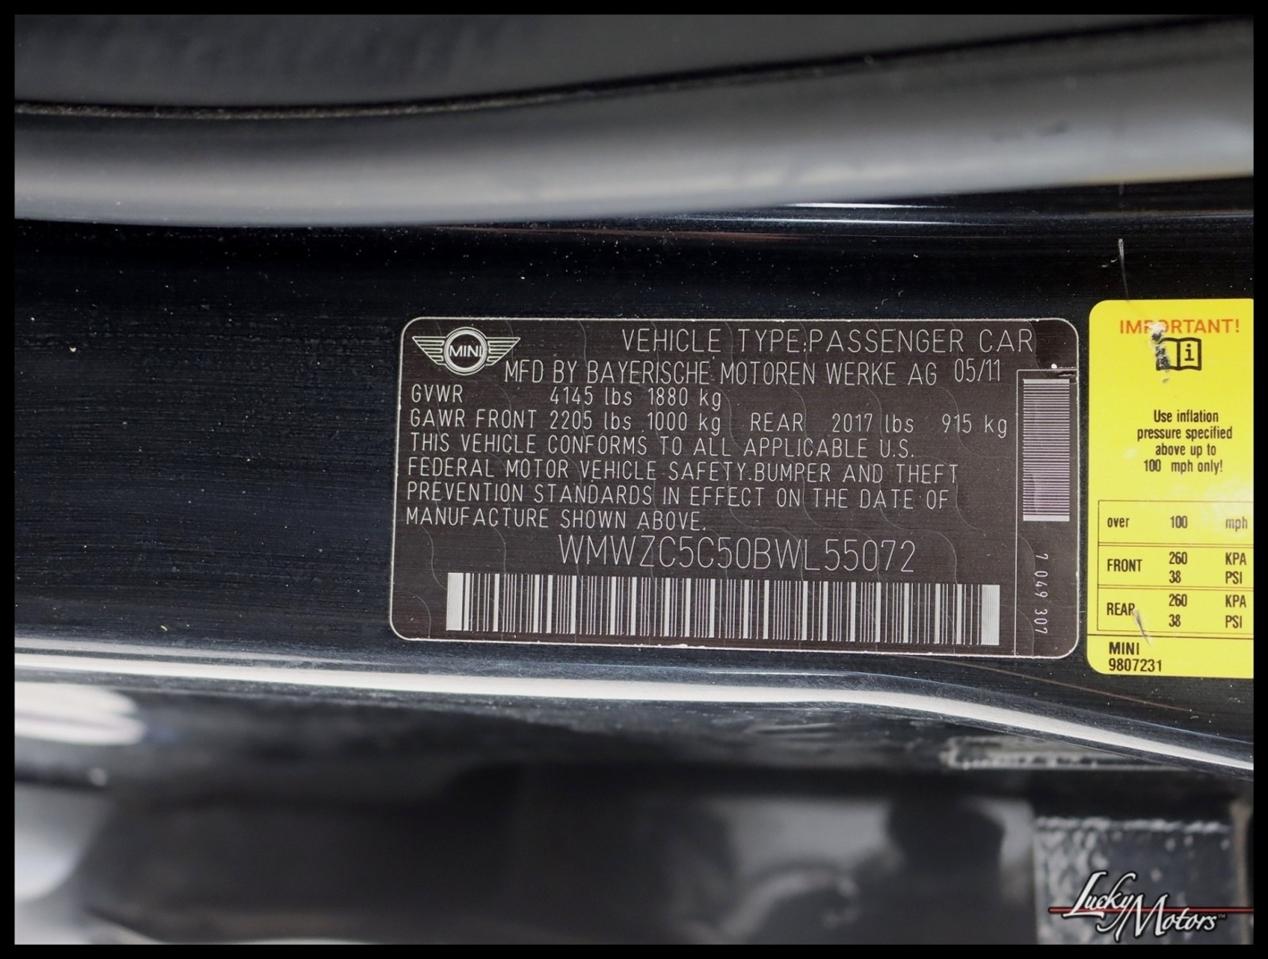 MINI
VEHICLE TYPE:PASSENGER CAR
MFD BY BAYERISCHE MOTOREN WERKE AG 05/11
GVWR 4145 lbs 1880 kg
GAWR FRONT 2205 lbs 1000 kg REAR 2017 lbs 915 kg
THIS VEHICLE CONFORMS TO ALL APPLICABLE U.S.
FEDERAL MOTOR VEHICLE SAFETY.BUMPER AND THEFT
PREVENTION STANDARDS IN EFFECT ON THE DATE OF
MANUFACTURE SHOWN ABOVE.
WMWZC5C50BWL55072
7 049 307
IMPORTANT!
Use inflation
pressure specified
above up to
100 mph only!
over 100 mph
FRONT 260 KPA
38 PSI
REAR 260 KPA
38 PSI
MINI
9807231
Lucky Motors